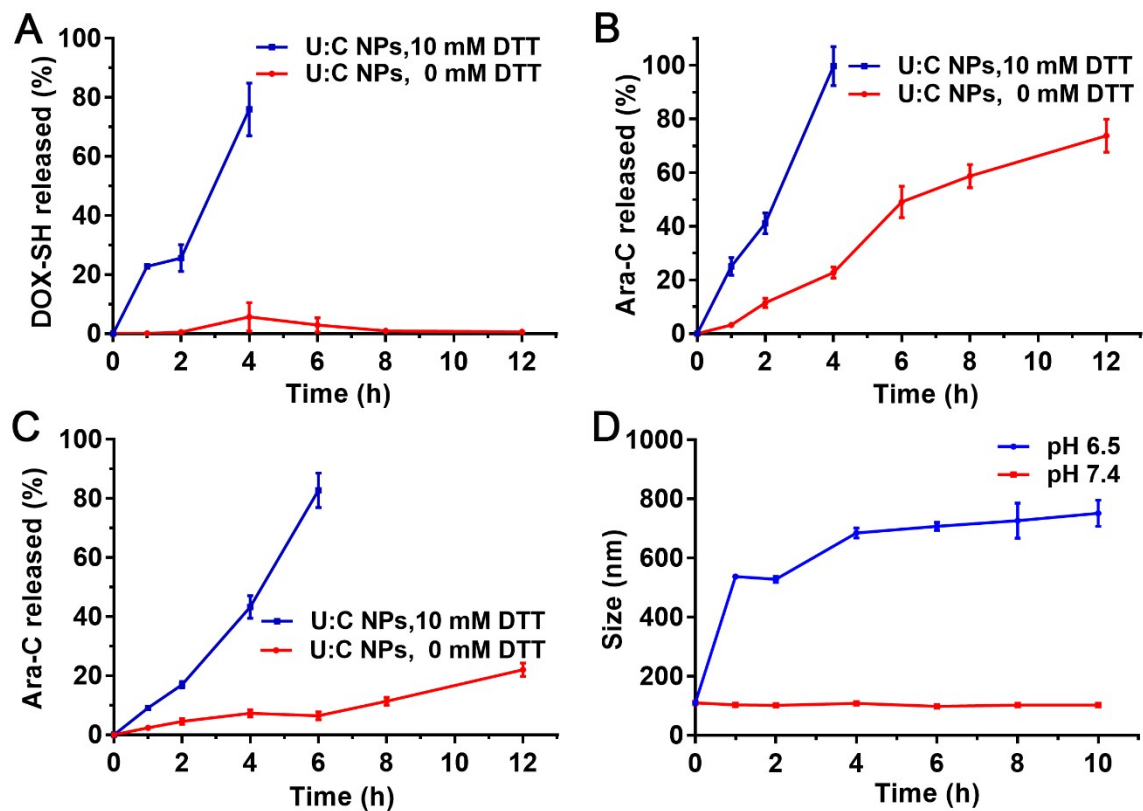 A
DOX-SH released (%)
100
80
60
40
20
0
U:C NPs,10 mM DTT
U:C NPs, 0 mM DTT
0 2 4 6 8 10 12
Time (h)
B
Ara-C released (%)
100
80
60
40
20
0
U:C NPs,10 mM DTT
U:C NPs, 0 mM DTT
0 2 4 6 8 10 12
Time (h)
C
Ara-C released (%)
100
80
60
40
20
0
U:C NPs,10 mM DTT
U:C NPs, 0 mM DTT
0 2 4 6 8 10 12
Time (h)
D
Size (nm)
1000
800
600
400
200
0
pH 6.5
pH 7.4
0 2 4 6 8 10
Time (h)